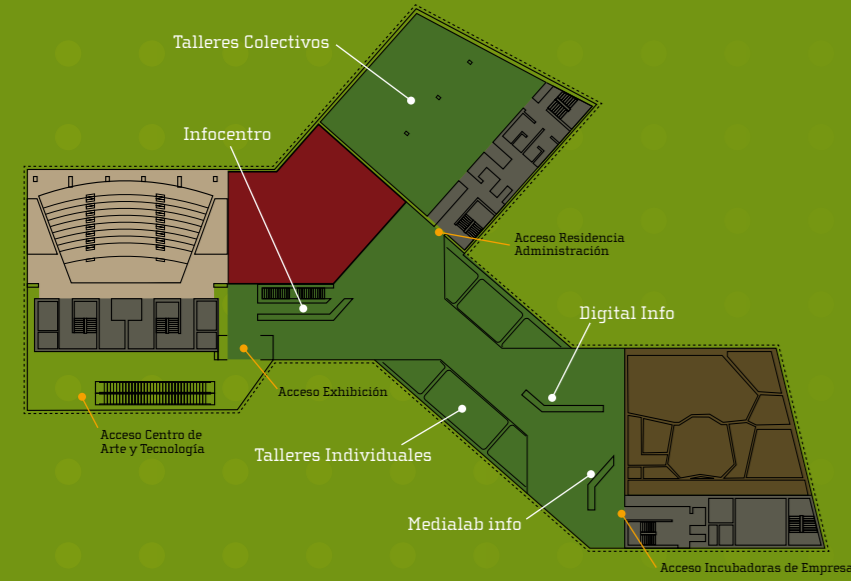 Talleres Colectivos
Infocentro
Acceso Residencia
Administración
Digital Info
Acceso Exhibición
Acceso Centro de
Arte y Tecnología
Talleres Individuales
Medialab info
Acceso Incubadoras de Empresa